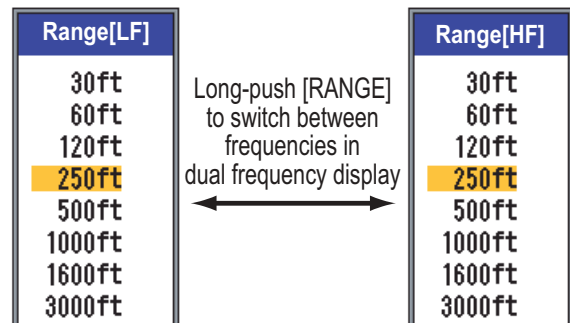 Range[LF]
30ft
60ft
120ft
250ft
500ft
1000ft
1600ft
3000ft
Long-push [RANGE]
to switch between
frequencies in
dual frequency display
Range[HF]
30ft
60ft
120ft
250ft
500ft
1000ft
1600ft
3000ft